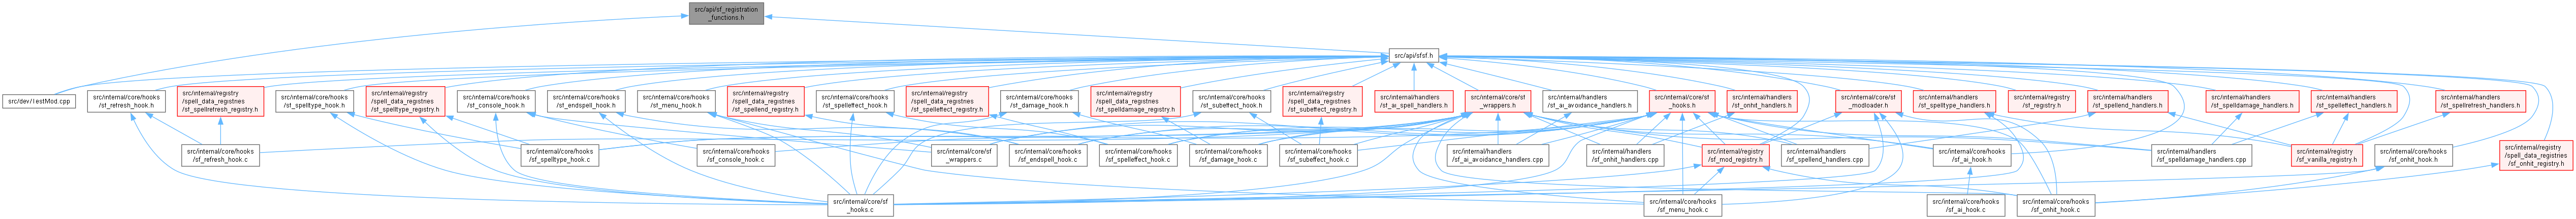 src/api/sf_registration
_functions.h
src/api/sfsf.h
src/dev/TestMod.cpp
src/internal/core/hooks
/sf_refresh_hook.h
src/internal/registry
/spell_data_registries
/sf_spellrefresh_registry.h
src/internal/core/hooks
/sf_spelltype_hook.h
src/internal/registry
/spell_data_registries
/sf_spelltype_registry.h
src/internal/core/hooks
/sf_console_hook.h
src/internal/core/hooks
/sf_endspell_hook.h
src/internal/core/hooks
/sf_menu_hook.h
src/internal/registry
/spell_data_registries
/sf_spellend_registry.h
src/internal/core/hooks
/sf_spelleffect_hook.h
src/internal/registry
/spell_data_registries
/sf_spelleffect_registry.h
src/internal/core/hooks
/sf_damage_hook.h
src/internal/registry
/spell_data_registries
/sf_spelldamage_registry.h
src/internal/core/hooks
/sf_subeffect_hook.h
src/internal/registry
/spell_data_registries
/sf_subeffect_registry.h
src/internal/handlers
/sf_ai_spell_handlers.h
src/internal/core/sf
_wrappers.h
src/internal/handlers
/sf_ai_avoidance_handlers.h
src/internal/core/sf
_hooks.h
src/internal/handlers
/sf_onhit_handlers.h
src/internal/core/sf
_modloader.h
src/internal/handlers
/sf_spelltype_handlers.h
src/internal/registry
/sf_registry.h
src/internal/handlers
/sf_spellend_handlers.h
src/internal/handlers
/sf_spelldamage_handlers.h
src/internal/handlers
/sf_spelleffect_handlers.h
src/internal/handlers
/sf_spellrefresh_handlers.h
src/internal/core/hooks
/sf_refresh_hook.c
src/internal/core/hooks
/sf_spelltype_hook.c
src/internal/core/hooks
/sf_console_hook.c
src/internal/core/sf
_wrappers.c
src/internal/core/hooks
/sf_endspell_hook.c
src/internal/core/hooks
/sf_spelleffect_hook.c
src/internal/core/hooks
/sf_damage_hook.c
src/internal/core/hooks
/sf_subeffect_hook.c
src/internal/handlers
/sf_ai_avoidance_handlers.cpp
src/internal/handlers
/sf_onhit_handlers.cpp
src/internal/registry
/sf_mod_registry.h
src/internal/handlers
/sf_spellend_handlers.cpp
src/internal/core/hooks
/sf_ai_hook.h
src/internal/handlers
/sf_spelldamage_handlers.cpp
src/internal/registry
/sf_vanilla_registry.h
src/internal/core/hooks
/sf_onhit_hook.h
src/internal/registry
/spell_data_registries
/sf_onhit_registry.h
src/internal/core/sf
_hooks.c
src/internal/core/hooks
/sf_menu_hook.c
src/internal/core/hooks
/sf_ai_hook.c
src/internal/core/hooks
/sf_onhit_hook.c